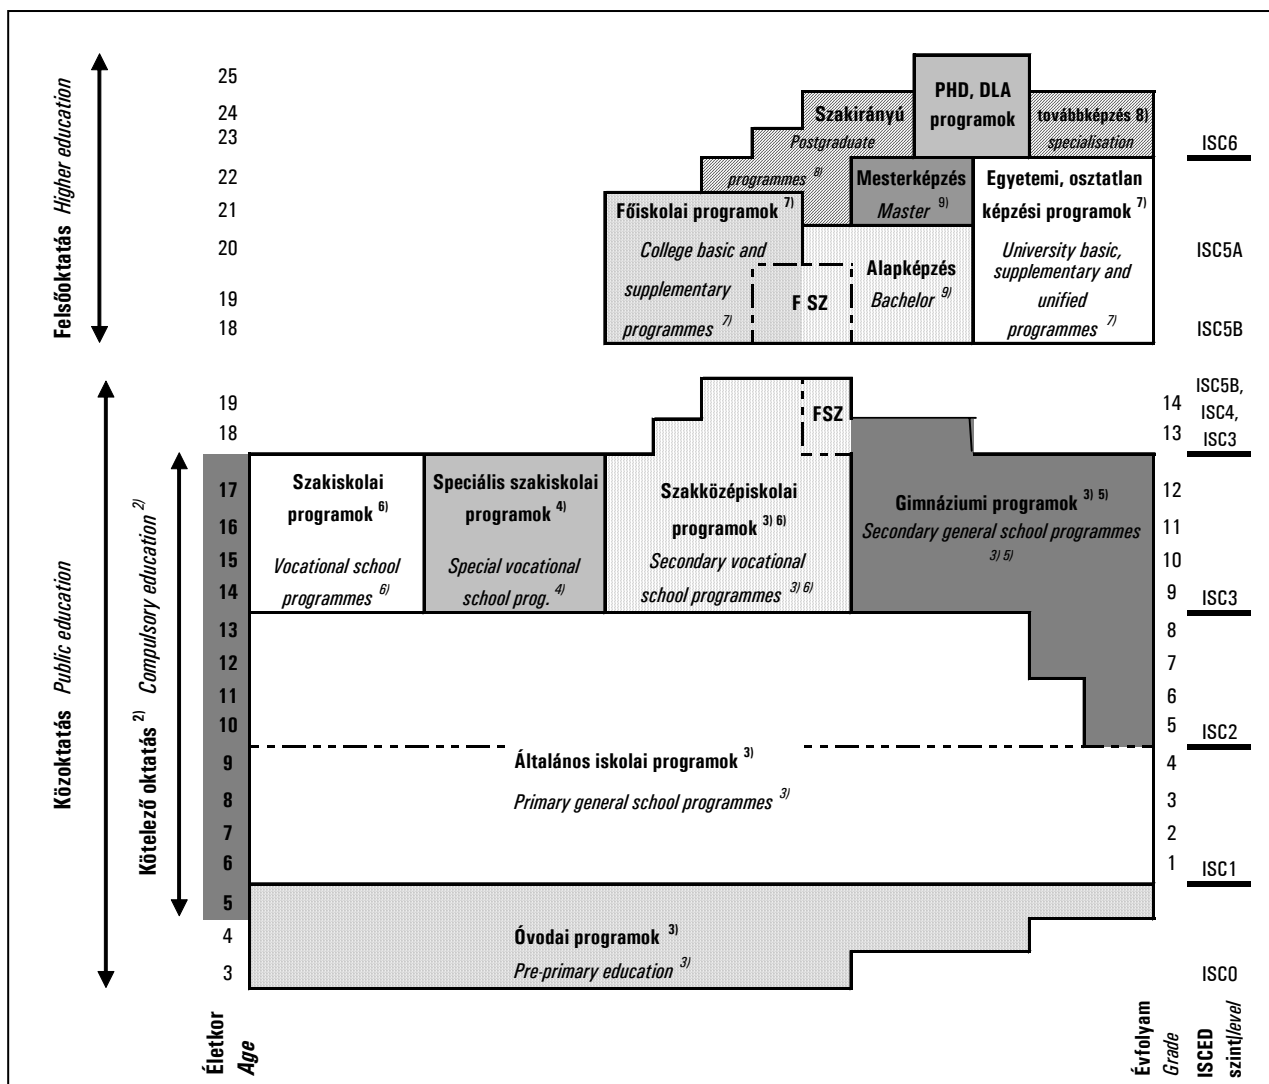 Felsőoktatás Higher education
25
24
23
22
21
20
19
18
PHD, DLA
programok
Szakirányú
továbbképzés 8)
Postgraduate
specialisation
programmes 8)
Mesterképzés
Master 9)
Egyetemi, osztatlan
képzési programok 7)
University basic,
supplementary and
unified
programmes 7)
Főiskolai programok 7)
College basic and
supplementary
programmes 7)
Alapképzés
Bachelor 9)
FSZ
ISC6
ISC5A
ISC5B
Közoktatás Public education
Kötelező oktatás 2) Compulsory education 2)
19
18
17
16
15
14
13
12
11
10
9
8
7
6
5
4
3
FSZ
Szakiskolai
programok 6)
Vocational school
programmes 6)
Speciális szakiskolai
programok 4)
Special vocational
school prog. 4)
Szakközépiskolai
programok 3) 6)
Secondary vocational
school programmes 3) 6)
Gimnáziumi programok 3) 5)
Secondary general school programmes
3) 5)
Általános iskolai programok 3)
Primary general school programmes 3)
Óvodai programok 3)
Pre-primary education 3)
14
13
12
11
10
9
8
7
6
5
4
3
2
1
ISC5B,
ISC4,
ISC3
ISC3
ISC2
ISC1
ISC0
Életkor
Age
Évfolyam
Grade
ISCED
szint/level